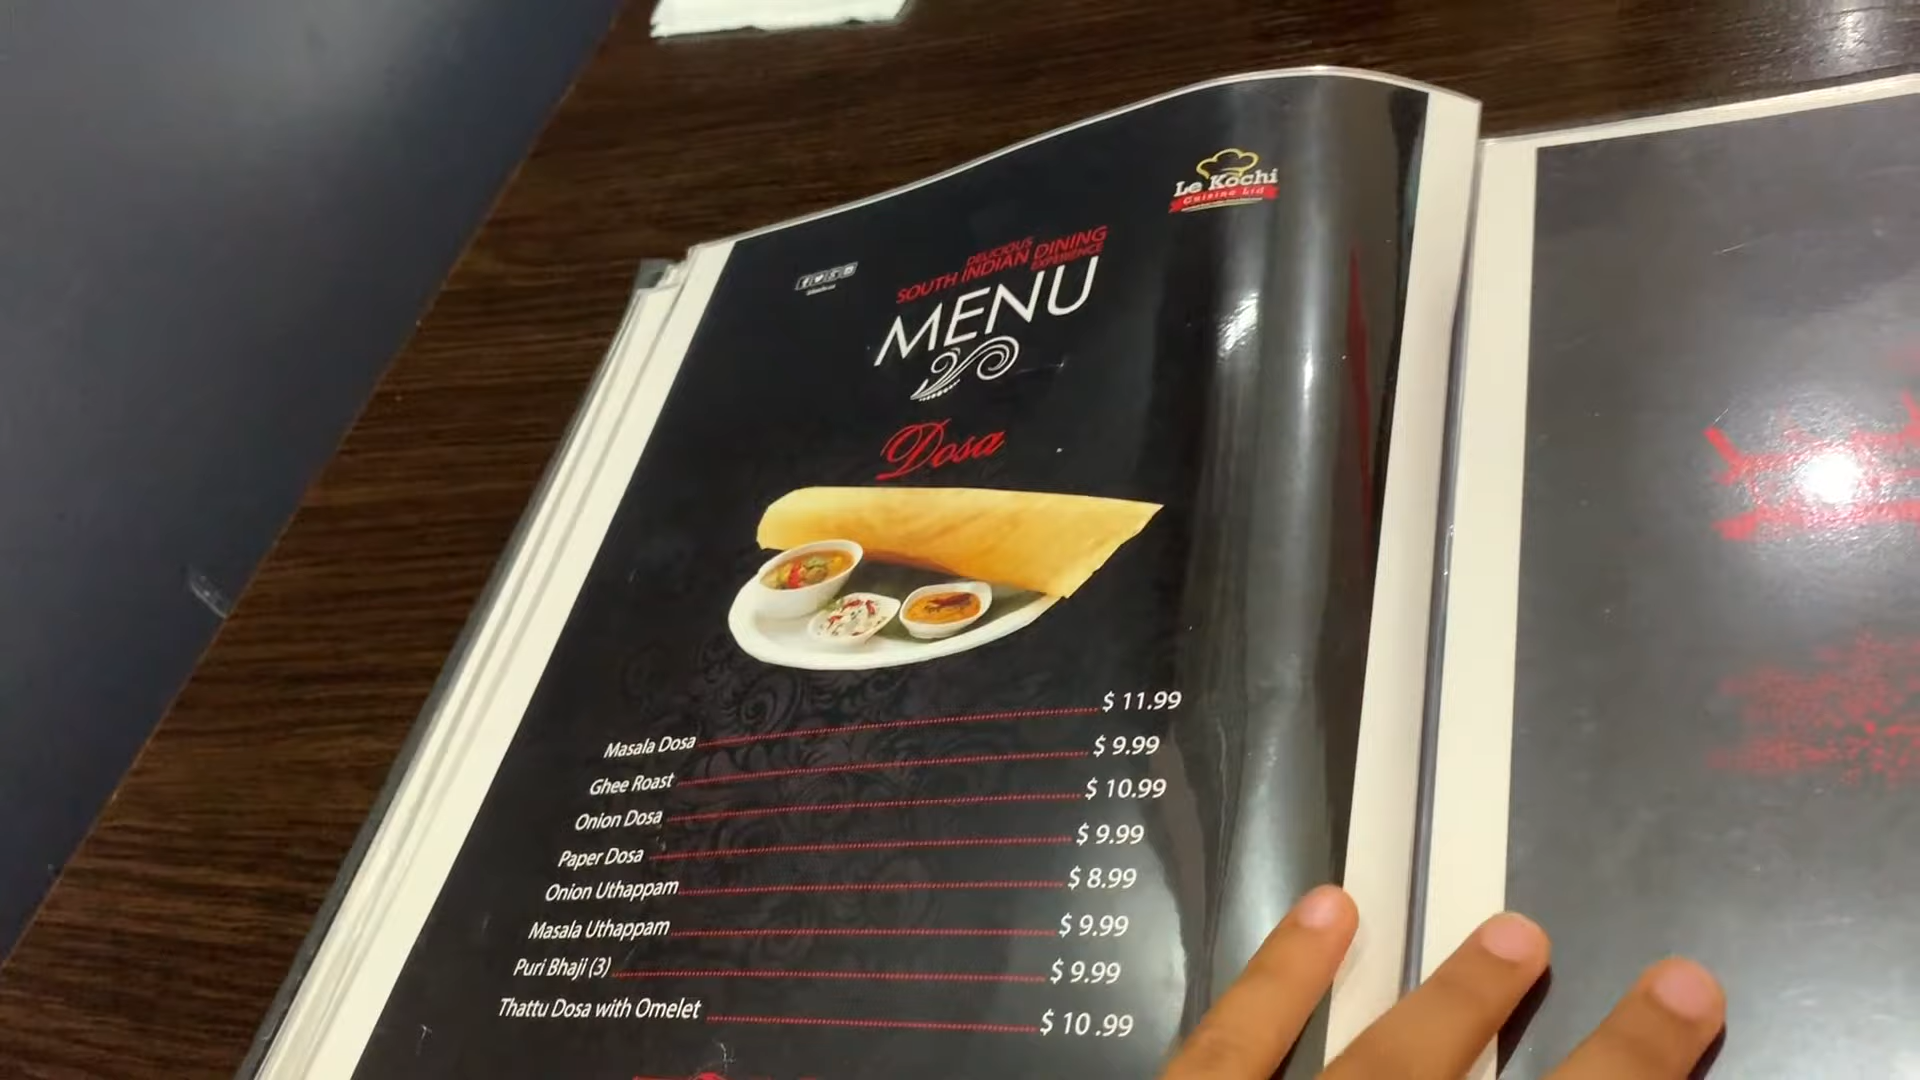 Le Kochi
Cuisine Ltd
DELICIOUS
SOUTH INDIAN DINING
EXPERIENCE
MENU
Dosa
Masala Dosa $ 11.99
Ghee Roast $ 9.99
Onion Dosa $ 10.99
Paper Dosa $ 9.99
Onion Uthappam $ 8.99
Masala Uthappam $ 9.99
Puri Bhaji (3) $ 9.99
Thattu Dosa with Omelet $ 10.99